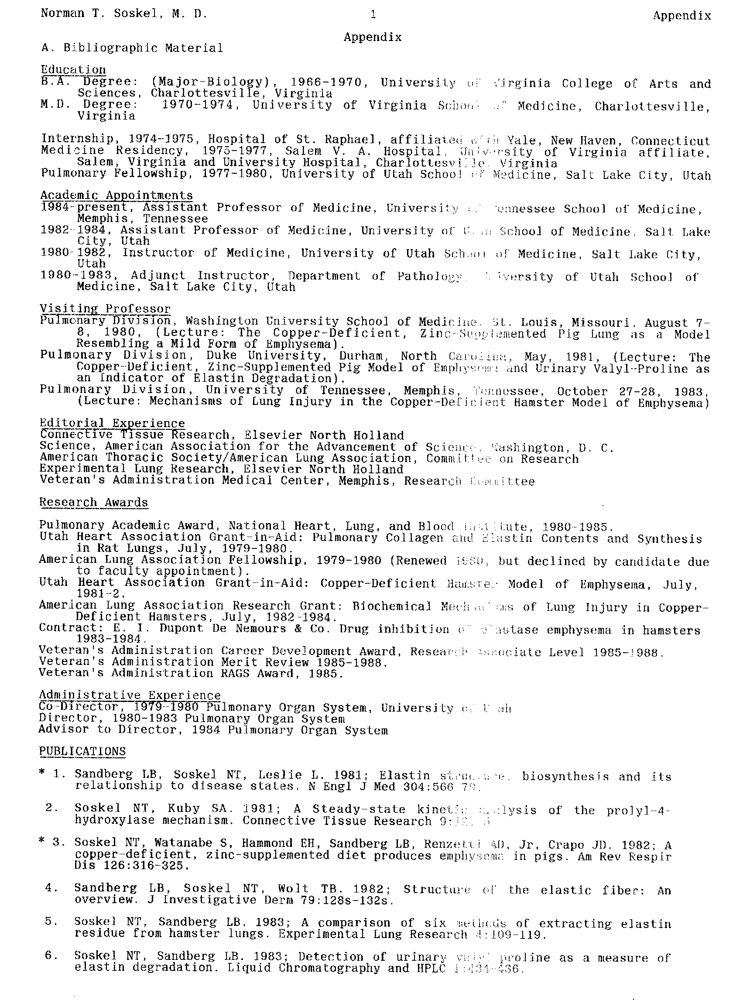 Norman T. Soskel, M. D. 1 Appendix
Appendix
A. Bibliographic Material
Education
B.A. Degree: (Major-Biology), 1966-1970, University of Virginia College of Arts and
Sciences, Charlottesville, Virginia
M.D. Degree: 1970-1974, University of Virginia School of Medicine, Charlottesville,
Virginia
Internship, 1974-1975, Hospital of St. Raphael, affiliated with Yale, New Haven, Connecticut
Medicine Residency, 1975-1977, Salem V. A. Hospital, University of Virginia affiliate,
Salem, Virginia and University Hospital, Charlottesville, Virginia
Pulmonary Fellowship, 1977-1980, University of Utah School of Medicine, Salt Lake City, Utah
Academic Appointments
1984-present, Assistant Professor of Medicine, University of Tennessee School of Medicine,
Memphis, Tennessee
1982-1984, Assistant Professor of Medicine, University of Utah School of Medicine, Salt Lake
City, Utah
1980-1982, Instructor of Medicine, University of Utah School of Medicine, Salt Lake City,
Utah
1980-1983, Adjunct Instructor, Department of Pathology, University of Utah School of
Medicine, Salt Lake City, Utah
Visiting Professor
Pulmonary Division, Washington University School of Medicine, St. Louis, Missouri. August 7-
8, 1980, (Lecture: The Copper-Deficient, Zinc-Supplemented Pig Lung as a Model
Resembling a Mild Form of Emphysema).
Pulmonary Division, Duke University, Durham, North Carolina, May, 1981, (Lecture: The
Copper-Deficient, Zinc-Supplemented Pig Model of Emphysema and Urinary Valyl-Proline as
an Indicator of Elastin Degradation).
Pulmonary Division, University of Tennessee, Memphis, Tennessee, October 27-28, 1983,
(Lecture: Mechanisms of Lung Injury in the Copper-Deficient Hamster Model of Emphysema)
Editorial Experience
Connective Tissue Research, Elsevier North Holland
Science, American Association for the Advancement of Science, Washington, D. C.
American Thoracic Society/American Lung Association, Committee on Research
Experimental Lung Research, Elsevier North Holland
Veteran's Administration Medical Center, Memphis, Research Committee
Research Awards
Pulmonary Academic Award, National Heart, Lung, and Blood Institute, 1980-1985.
Utah Heart Association Grant-in-Aid: Pulmonary Collagen and Elastin Contents and Synthesis
in Rat Lungs, July, 1979-1980.
American Lung Association Fellowship, 1979-1980 (Renewed 1980, but declined by candidate due
to faculty appointment).
Utah Heart Association Grant-in-Aid: Copper-Deficient Hamster Model of Emphysema, July,
1981-2.
American Lung Association Research Grant: Biochemical Mechanisms of Lung Injury in Copper-
Deficient Hamsters, July, 1982-1984.
Contract: E. I. Dupont De Nemours & Co. Drug inhibition of elastase emphysema in hamsters
1983-1984.
Veteran's Administration Career Development Award, Research Associate Level 1985-1988.
Veteran's Administration Merit Review 1985-1988.
Veteran's Administration RAGS Award, 1985.
Administrative Experience
Co-Director, 1979-1980 Pulmonary Organ System, University of Utah
Director, 1980-1983 Pulmonary Organ System
Advisor to Director, 1984 Pulmonary Organ System
PUBLICATIONS
* 1. Sandberg LB, Soskel NT, Leslie L. 1981; Elastin structure, biosynthesis and its
relationship to disease states. N Engl J Med 304:566
2. Soskel NT, Kuby SA. 1981; A Steady-state kinetic analysis of the prolyl-4-
hydroxylase mechanism. Connective Tissue Research
* 3. Soskel NT, Watanabe S, Hammond EH, Sandberg LB, Renzetti AD, Jr, Crapo JD. 1982; A
copper-deficient, zinc-supplemented diet produces emphysema in pigs. Am Rev Respir
Dis 126:316-325.
4. Sandberg LB, Soskel NT, Wolt TB. 1982; Structure of the elastic fiber: An
overview. J Investigative Derm 79:128s-132s.
5. Soskel NT, Sandberg LB. 1983; A comparison of six methods of extracting elastin
residue from hamster lungs. Experimental Lung Research 4:109-119.
6. Soskel NT, Sandberg LB. 1983; Detection of urinary valyl proline as a measure of
elastin degradation. Liquid Chromatography and HPLC 1:434-436.